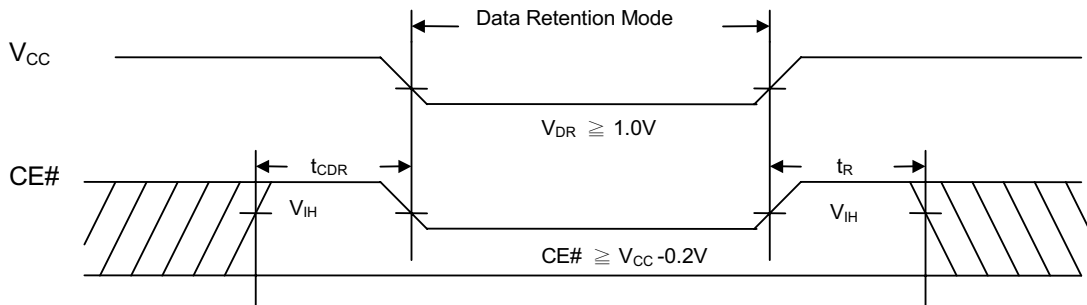 Data Retention Mode
VCC
VDR ≧ 1.0V
CE#
tCDR
tR
VIH
VIH
CE# ≧ VCC-0.2V